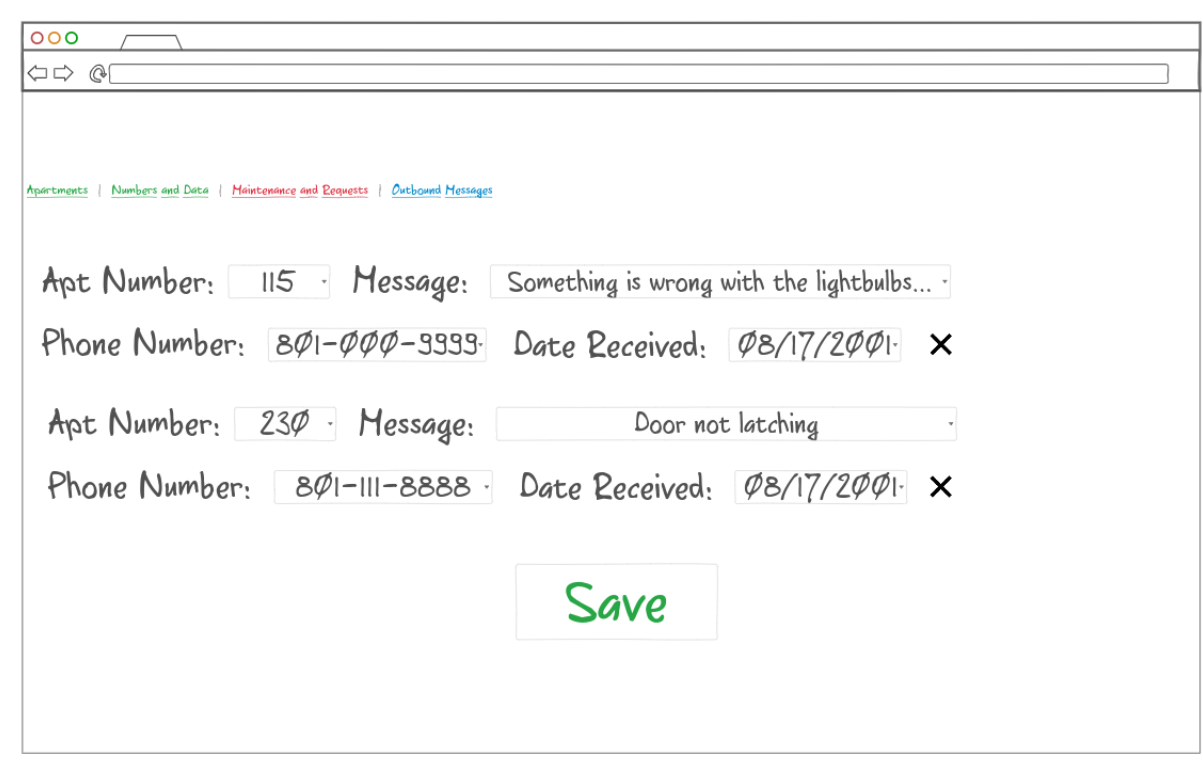 Apartments | Numbers and Data | Maintenance and Requests | Outbound Messages
Apt Number: 115 Message: Something is wrong with the lightbulbs...
Phone Number: 801-000-9999 Date Received: 08/17/2001
Apt Number: 230 Message: Door not latching
Phone Number: 801-111-8888 Date Received: 08/17/2001
Save